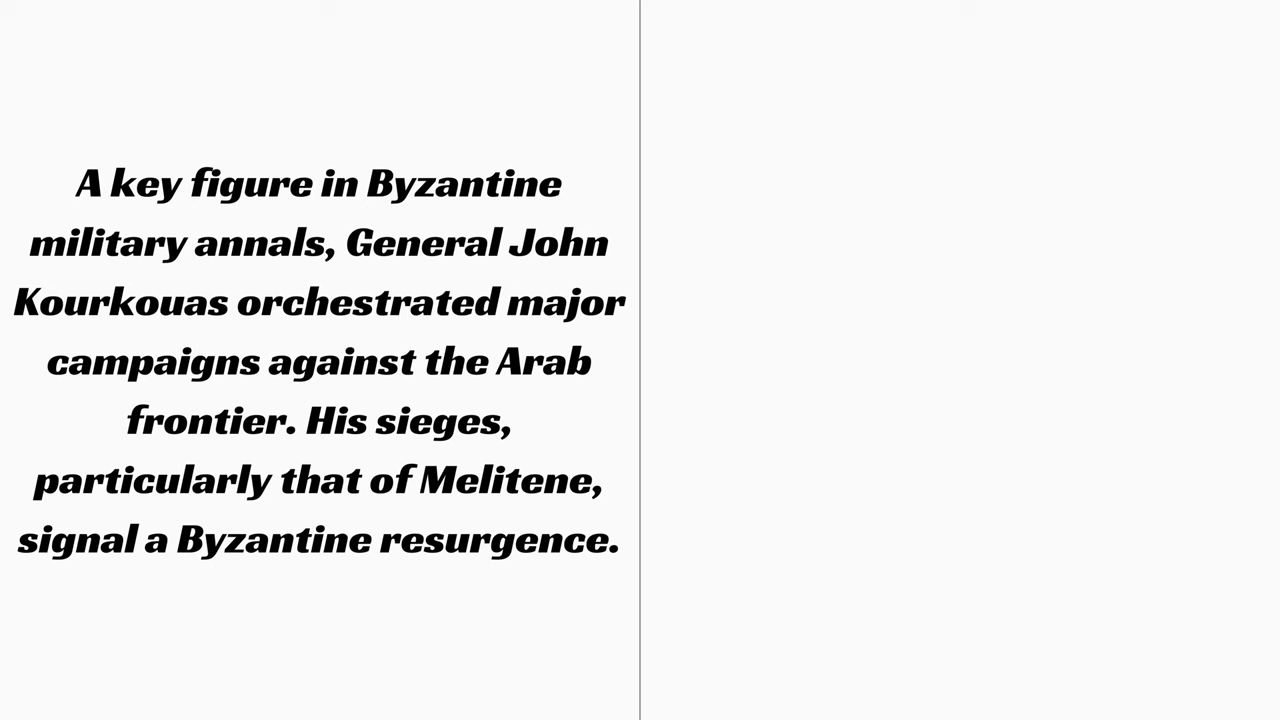 A key figure in Byzantine
military annals, General John
Kourkouas orchestrated major
campaigns against the Arab
frontier. His sieges,
particularly that of Melitene,
signal a Byzantine resurgence.